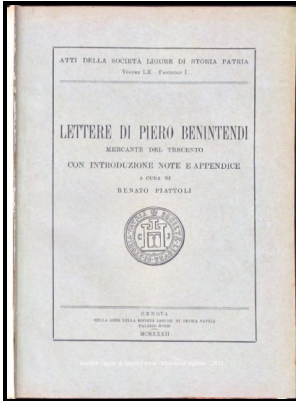 ATTI DELLA SOCIETÀ LIGURE DI STORIA PATRIA
VOLUME LX - FASCICOLO I
LETTERE DI PIERO BENINTENDI
MERCANTE DEL TRECENTO
CON INTRODUZIONE NOTE E APPENDICE
A CURA DI
RENATO PIATTOLI
GENOVA
NELLA SEDE DELLA SOCIETÀ LIGURE DI STORIA PATRIA
PALAZZO ROSSO
MCMXXXII